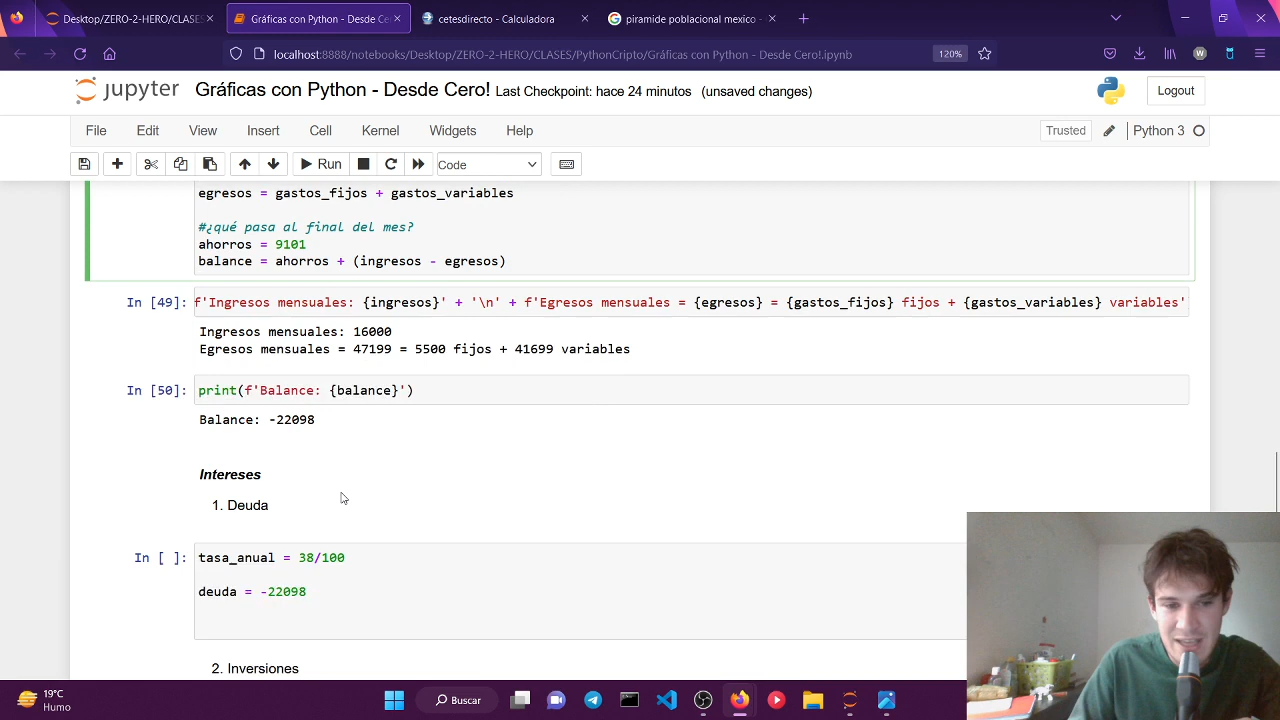 Desktop/ZERO-2-HERO/CLASES
Gráficas con Python - Desde Ce
cetesdirecto - Calculadora
piramide poblacional mexico -
localhost:8888/notebooks/Desktop/ZERO-2-HERO/CLASES/PythonCripto/Gráficas con Python - Desde Cero!.ipynb
120%
W
jupyter
Gráficas con Python - Desde Cero! Last Checkpoint: hace 24 minutos (unsaved changes)
Logout
File Edit View Insert Cell Kernel Widgets Help
Trusted
Python 3
Run
Code
egresos = gastos_fijos + gastos_variables
#¿qué pasa al final del mes?
ahorros = 9101
balance = ahorros + (ingresos - egresos)
In [49]: f'Ingresos mensuales: {ingresos}' + '\n' + f'Egresos mensuales = {egresos} = {gastos_fijos} fijos + {gastos_variables} variables'
Ingresos mensuales: 16000
Egresos mensuales = 47199 = 5500 fijos + 41699 variables
In [50]: print(f'Balance: {balance}')
Balance: -22098
Intereses
1. Deuda
In [ ]: tasa_anual = 38/100
deuda = -22098
2. Inversiones
19°C
Humo
Buscar